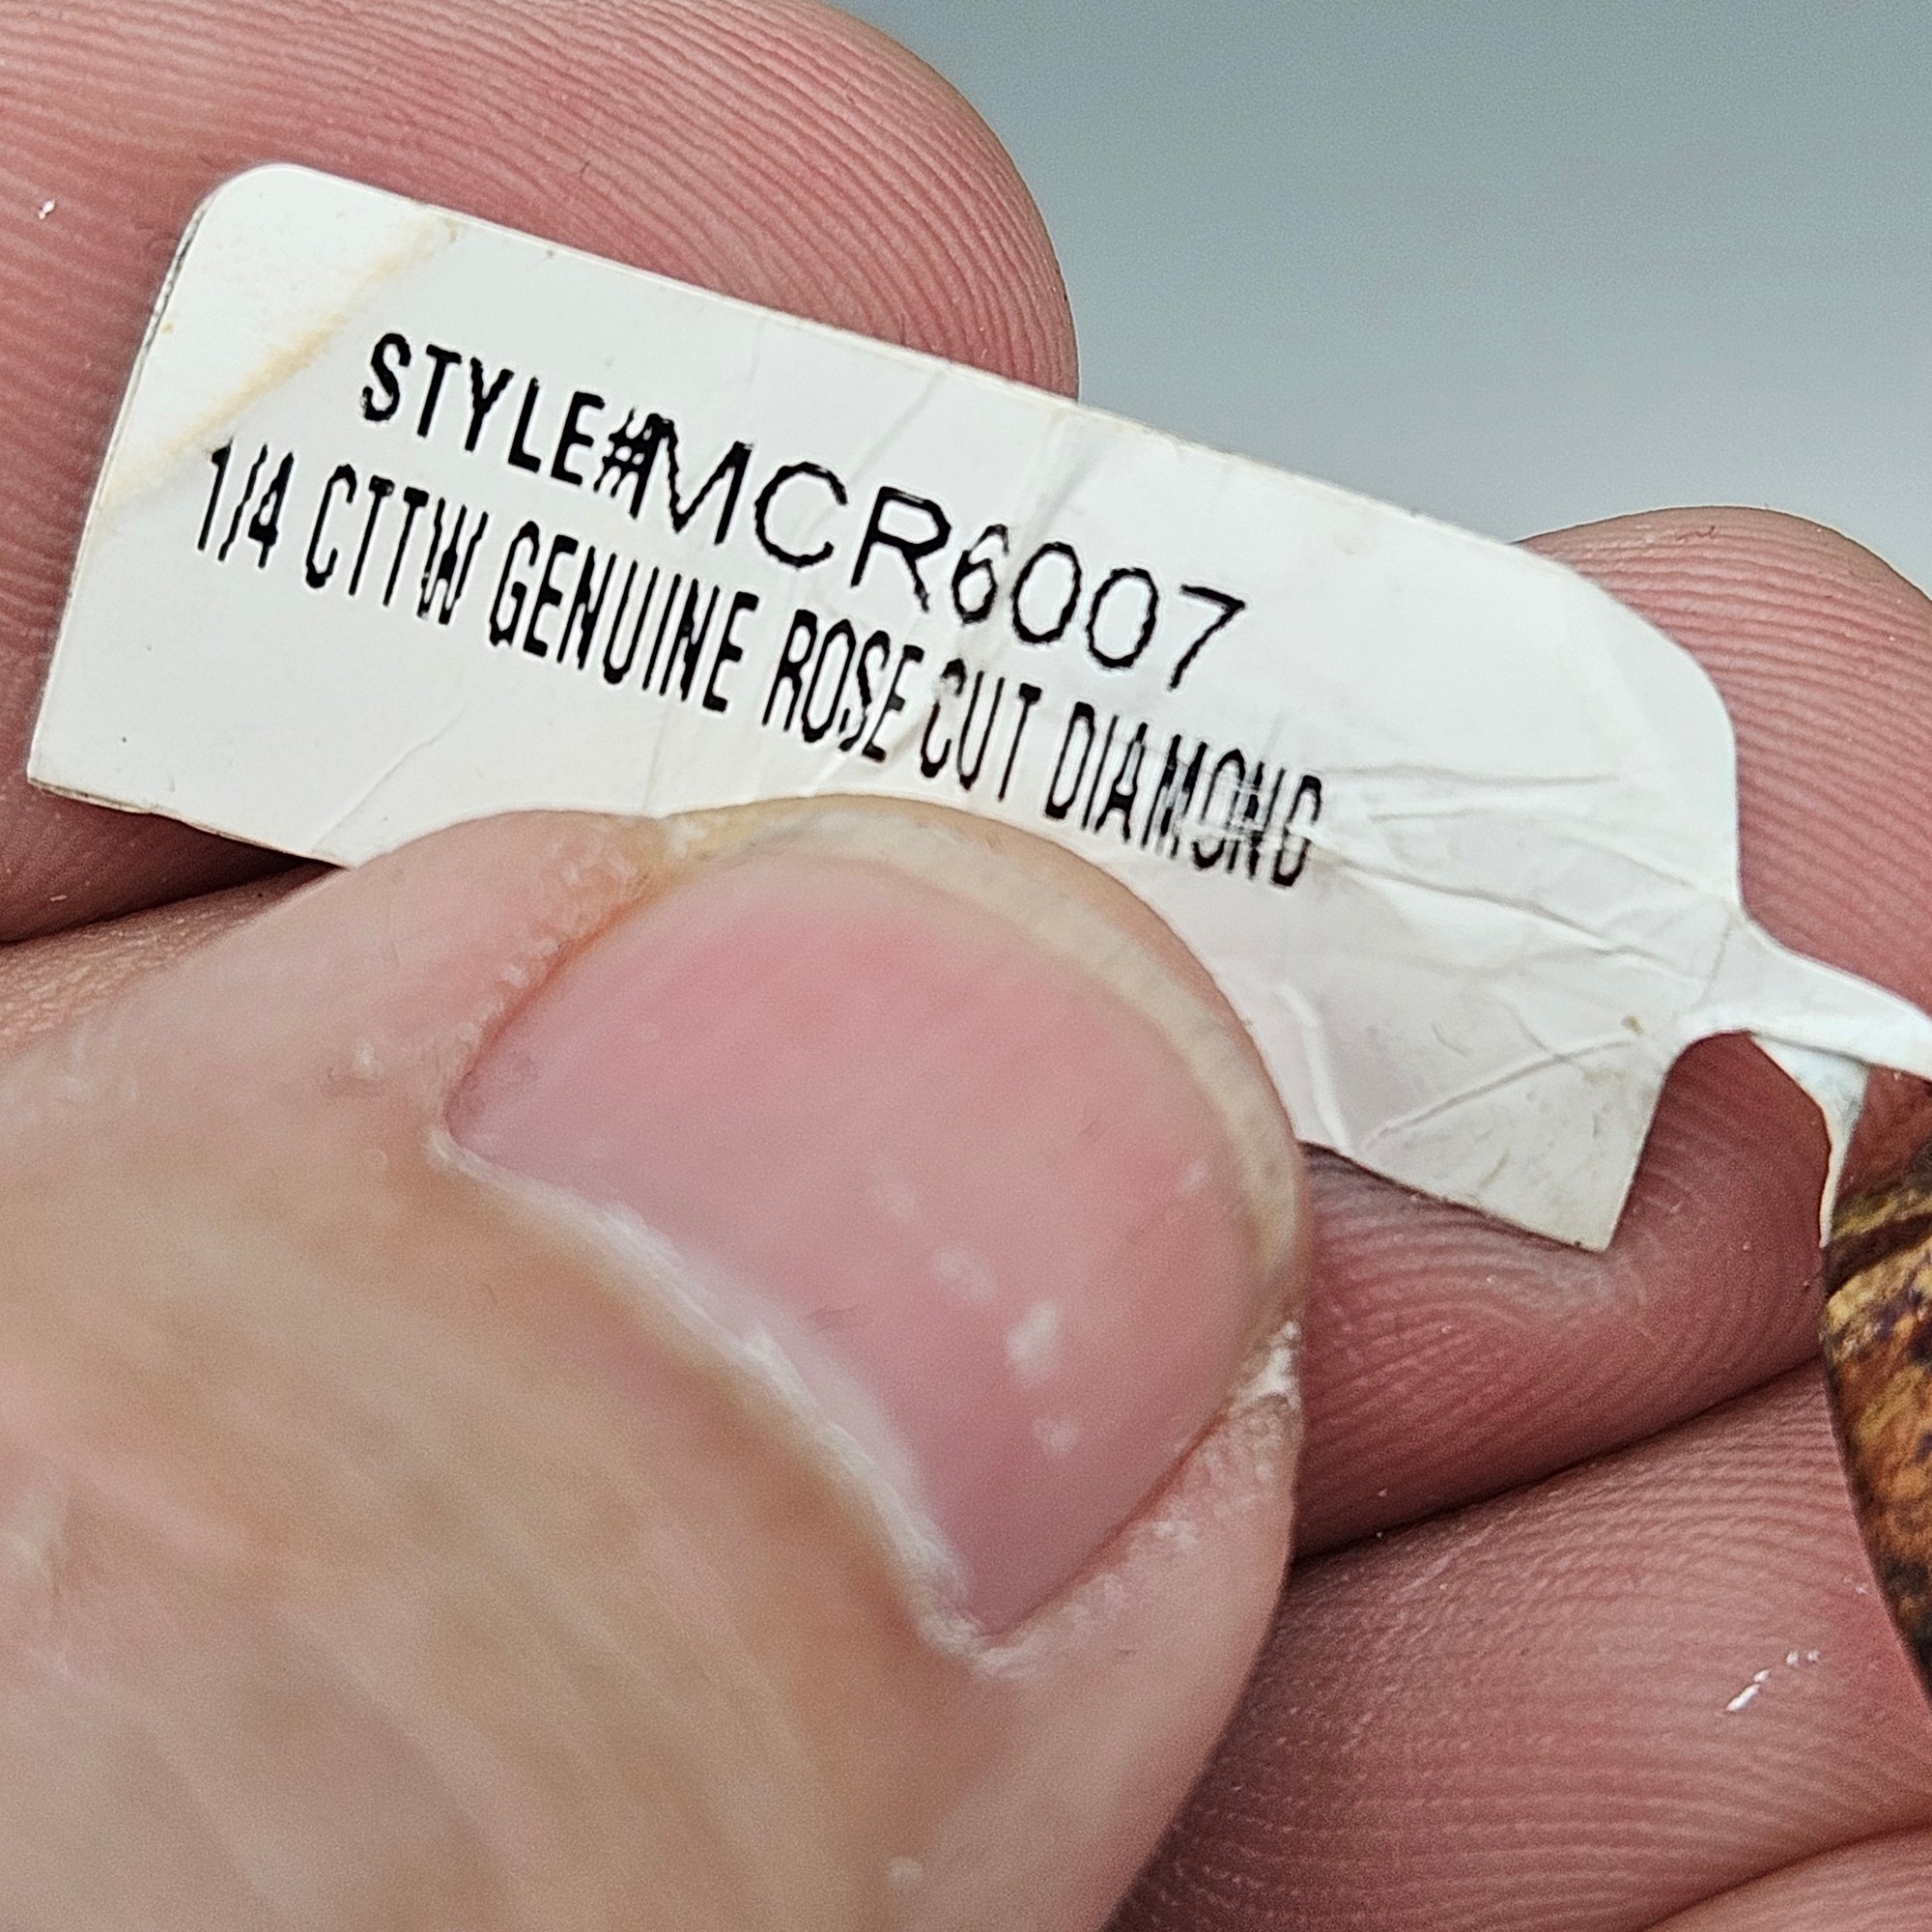 STYLE#MCR6007
1/4 CTTW GENUINE ROSE CUT DIAMOND